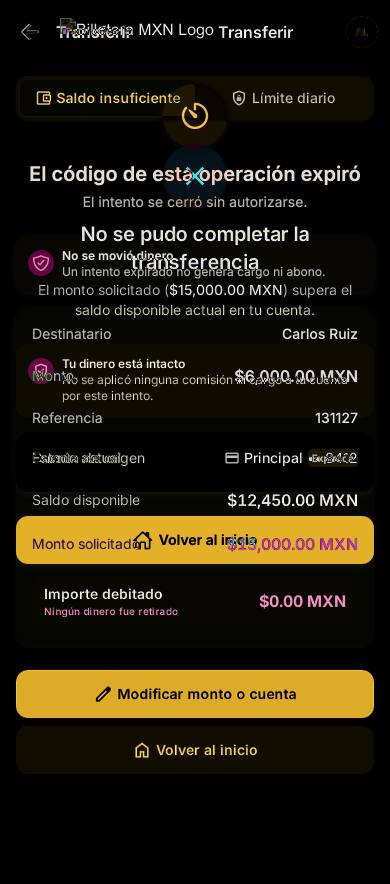 Billetera MXN Logo Transferir
Saldo insuficiente
Límite diario
El código de esta operación expiró
El intento se cerró sin autorizarse.
No se pudo completar la
transferencia
No se movió dinero
Un intento expirado no genera cargo ni abono.
El monto solicitado ($15,000.00 MXN) supera el
saldo disponible actual en tu cuenta.
Destinatario Carlos Ruiz
Tu dinero está intacto
Monto $6,000.00 MXN
No se aplicó ninguna comisión ni cargo a tu cuenta
por este intento.
Referencia 131127
Principal
Saldo disponible $12,450.00 MXN
Volver al inicio
Monto solicitado $15,000.00 MXN
Importe debitado
Ningún dinero fue retirado
$0.00 MXN
Modificar monto o cuenta
Volver al inicio